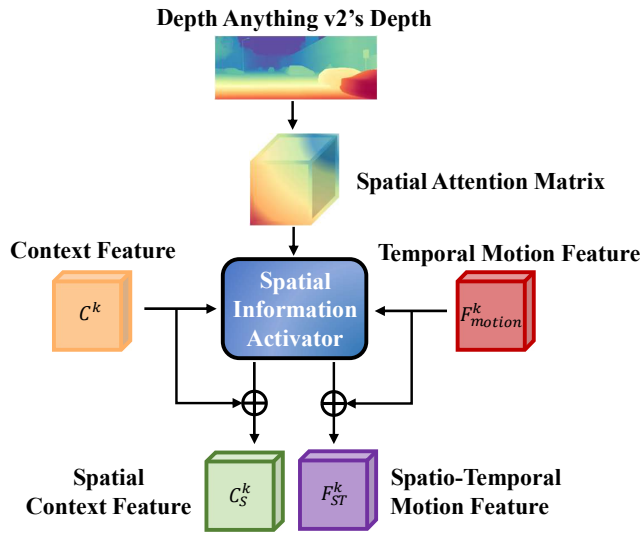 Depth Anything v2's Depth
Spatial Attention Matrix
Context Feature
Temporal Motion Feature
C^k
Spatial
Information
Activator
F^k_motion
Spatial
Context Feature
C^k_S
F^k_ST
Spatio-Temporal
Motion Feature